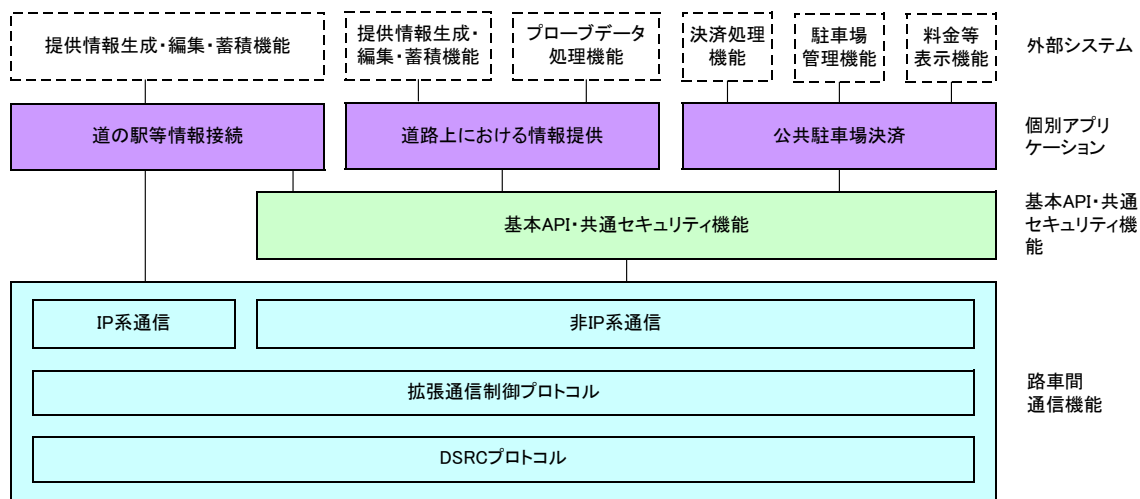 提供情報生成・編集・蓄積機能
提供情報生成・
編集・蓄積機能
プローブデータ
処理機能
決済処理
機能
駐車場
管理機能
料金等
表示機能
外部システム
道の駅等情報接続
道路上における情報提供
公共駐車場決済
個別アプリ
ケーション
基本API・共通セキュリティ機能
基本API・共通
セキュリティ機
能
IP系通信
非IP系通信
拡張通信制御プロトコル
DSRCプロトコル
路車間
通信機能